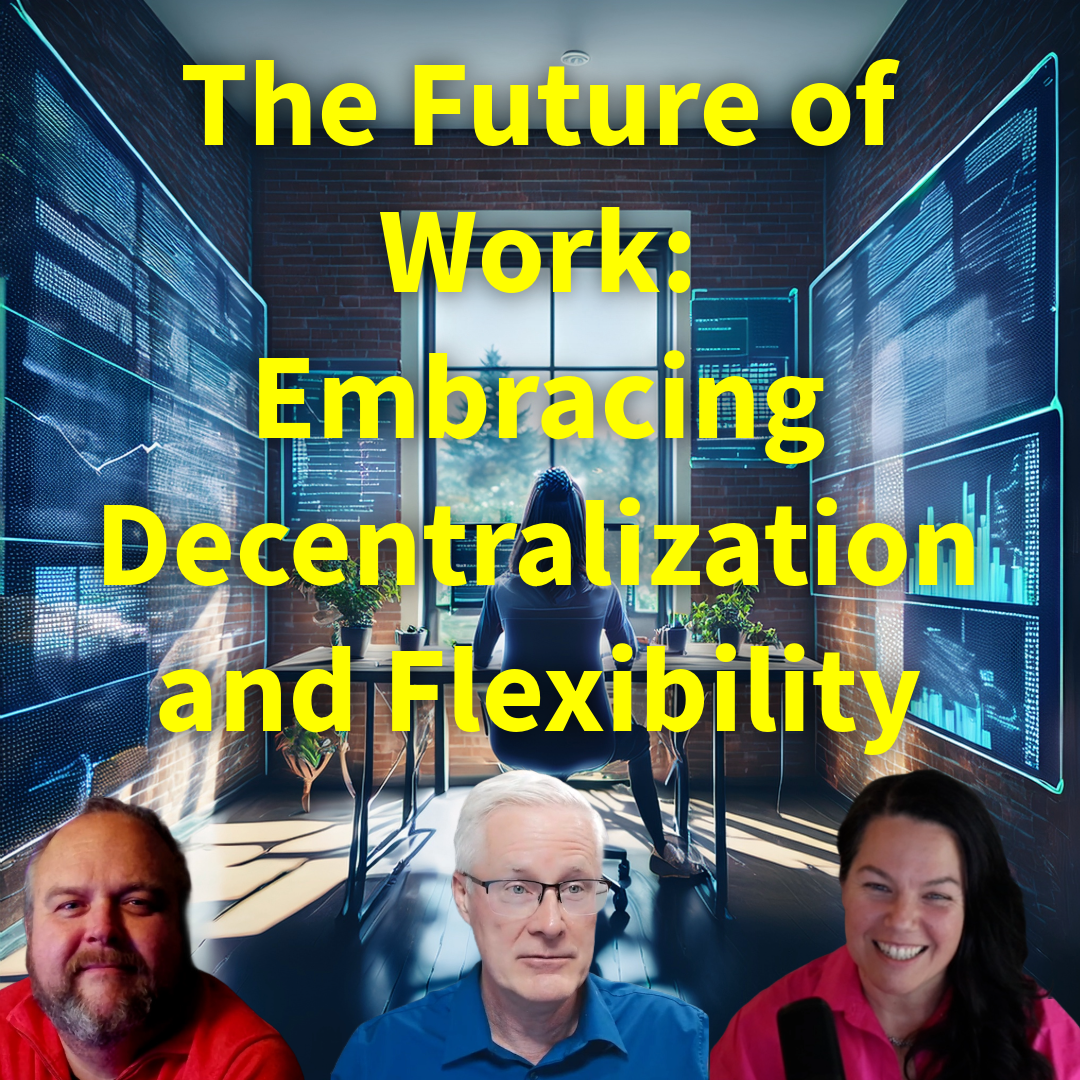 The Future of
Work:
Embracing
Decentralization
and Flexibility